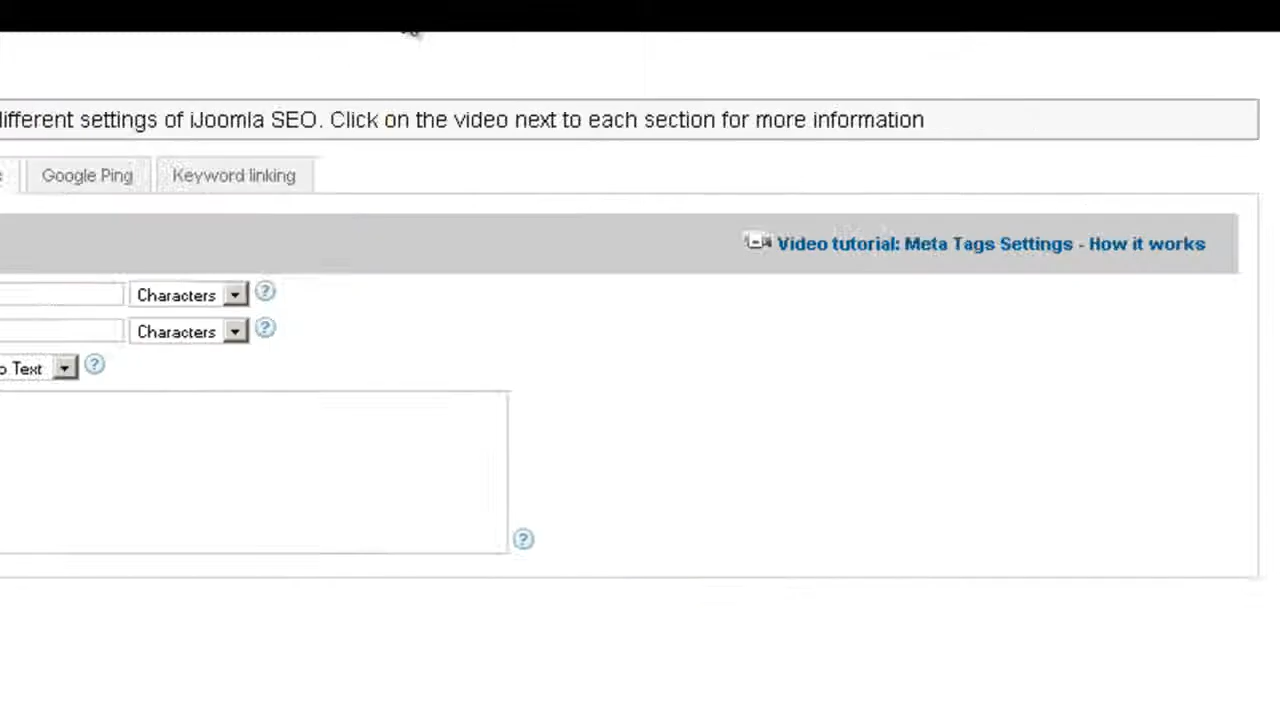 different settings of iJoomla SEO. Click on the video next to each section for more information
Google Ping
Keyword linking
Video tutorial: Meta Tags Settings - How it works
Characters
Characters
Text